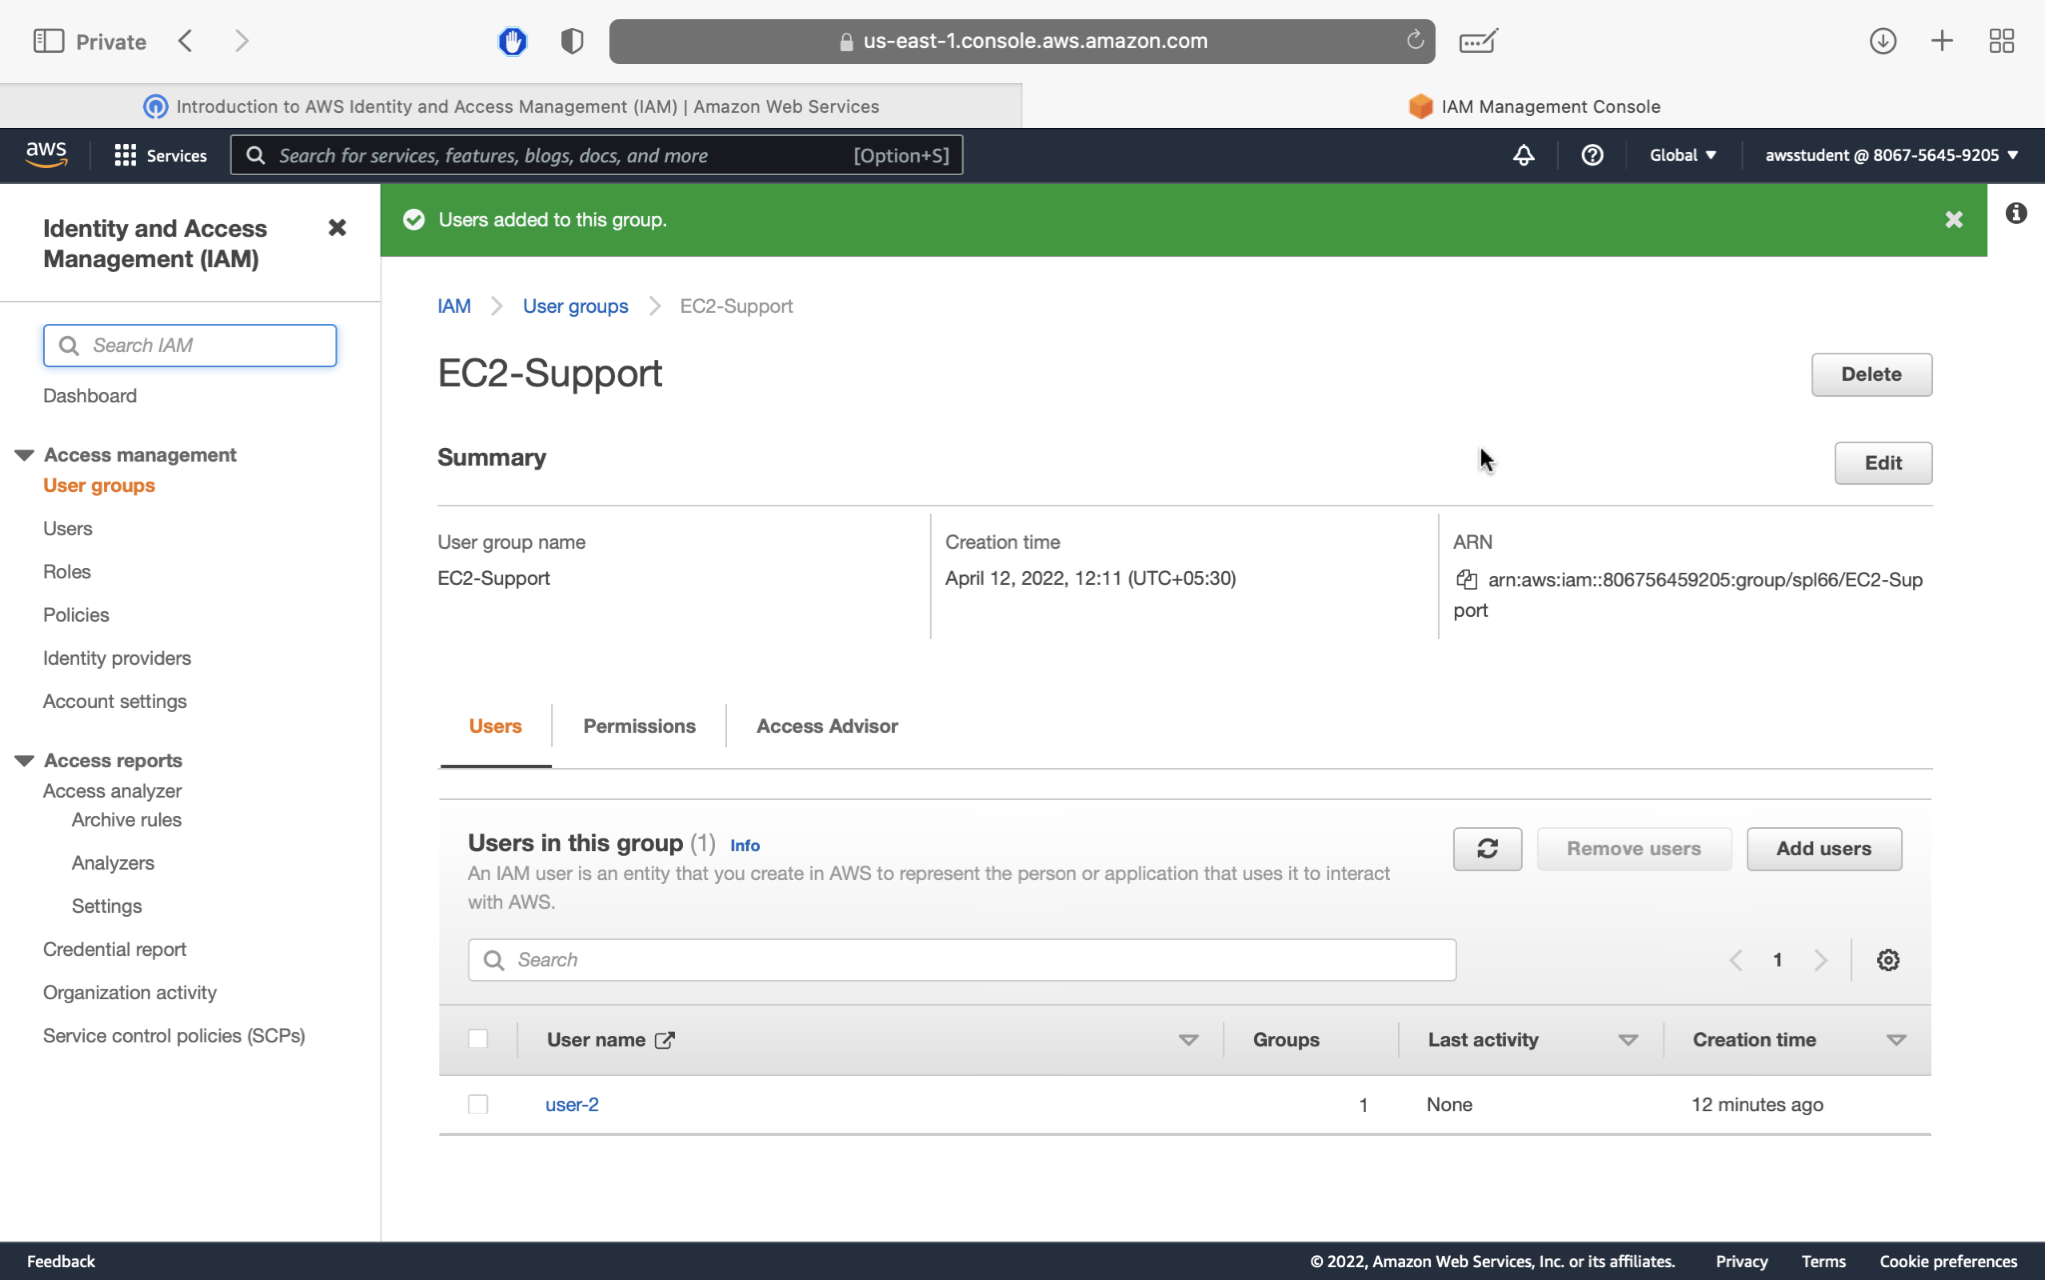 Private
us-east-1.console.aws.amazon.com
Introduction to AWS Identity and Access Management (IAM) | Amazon Web Services
IAM Management Console
aws
Services
Search for services, features, blogs, docs, and more
[Option+S]
Global
awsstudent @ 8067-5645-9205
Identity and Access
Management (IAM)
Search IAM
Dashboard
Access management
User groups
Users
Roles
Policies
Identity providers
Account settings
Access reports
Access analyzer
Archive rules
Analyzers
Settings
Credential report
Organization activity
Service control policies (SCPs)
Users added to this group.
IAM
User groups
EC2-Support
EC2-Support
Delete
Summary
Edit
User group name
EC2-Support
Creation time
April 12, 2022, 12:11 (UTC+05:30)
ARN
arn:aws:iam::806756459205:group/spl66/EC2-Sup
port
Users
Permissions
Access Advisor
Users in this group (1) Info
An IAM user is an entity that you create in AWS to represent the person or application that uses it to interact
with AWS.
Remove users
Add users
Search
1
User name
Groups
Last activity
Creation time
user-2
1
None
12 minutes ago
Feedback
© 2022, Amazon Web Services, Inc. or its affiliates.
Privacy
Terms
Cookie preferences